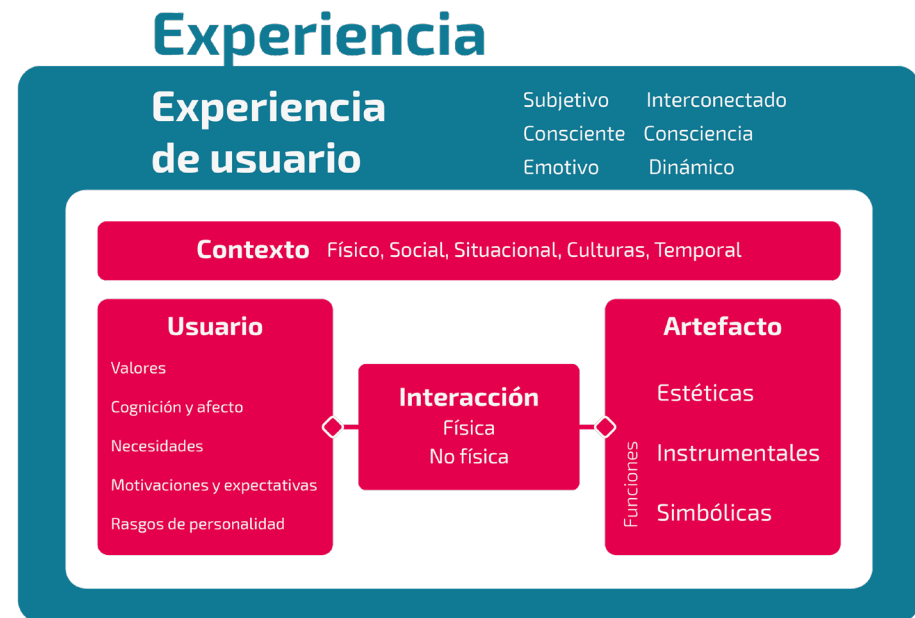 Experiencia
Experiencia
de usuario
Subjetivo Interconectado
Consciente Consciencia
Emotivo Dinámico
Contexto Físico, Social, Situacional, Culturas, Temporal
Usuario
Valores
Cognición y afecto
Necesidades
Motivaciones y expectativas
Rasgos de personalidad
Interacción
Física
No física
Artefacto
Funciones
Estéticas
Instrumentales
Simbólicas